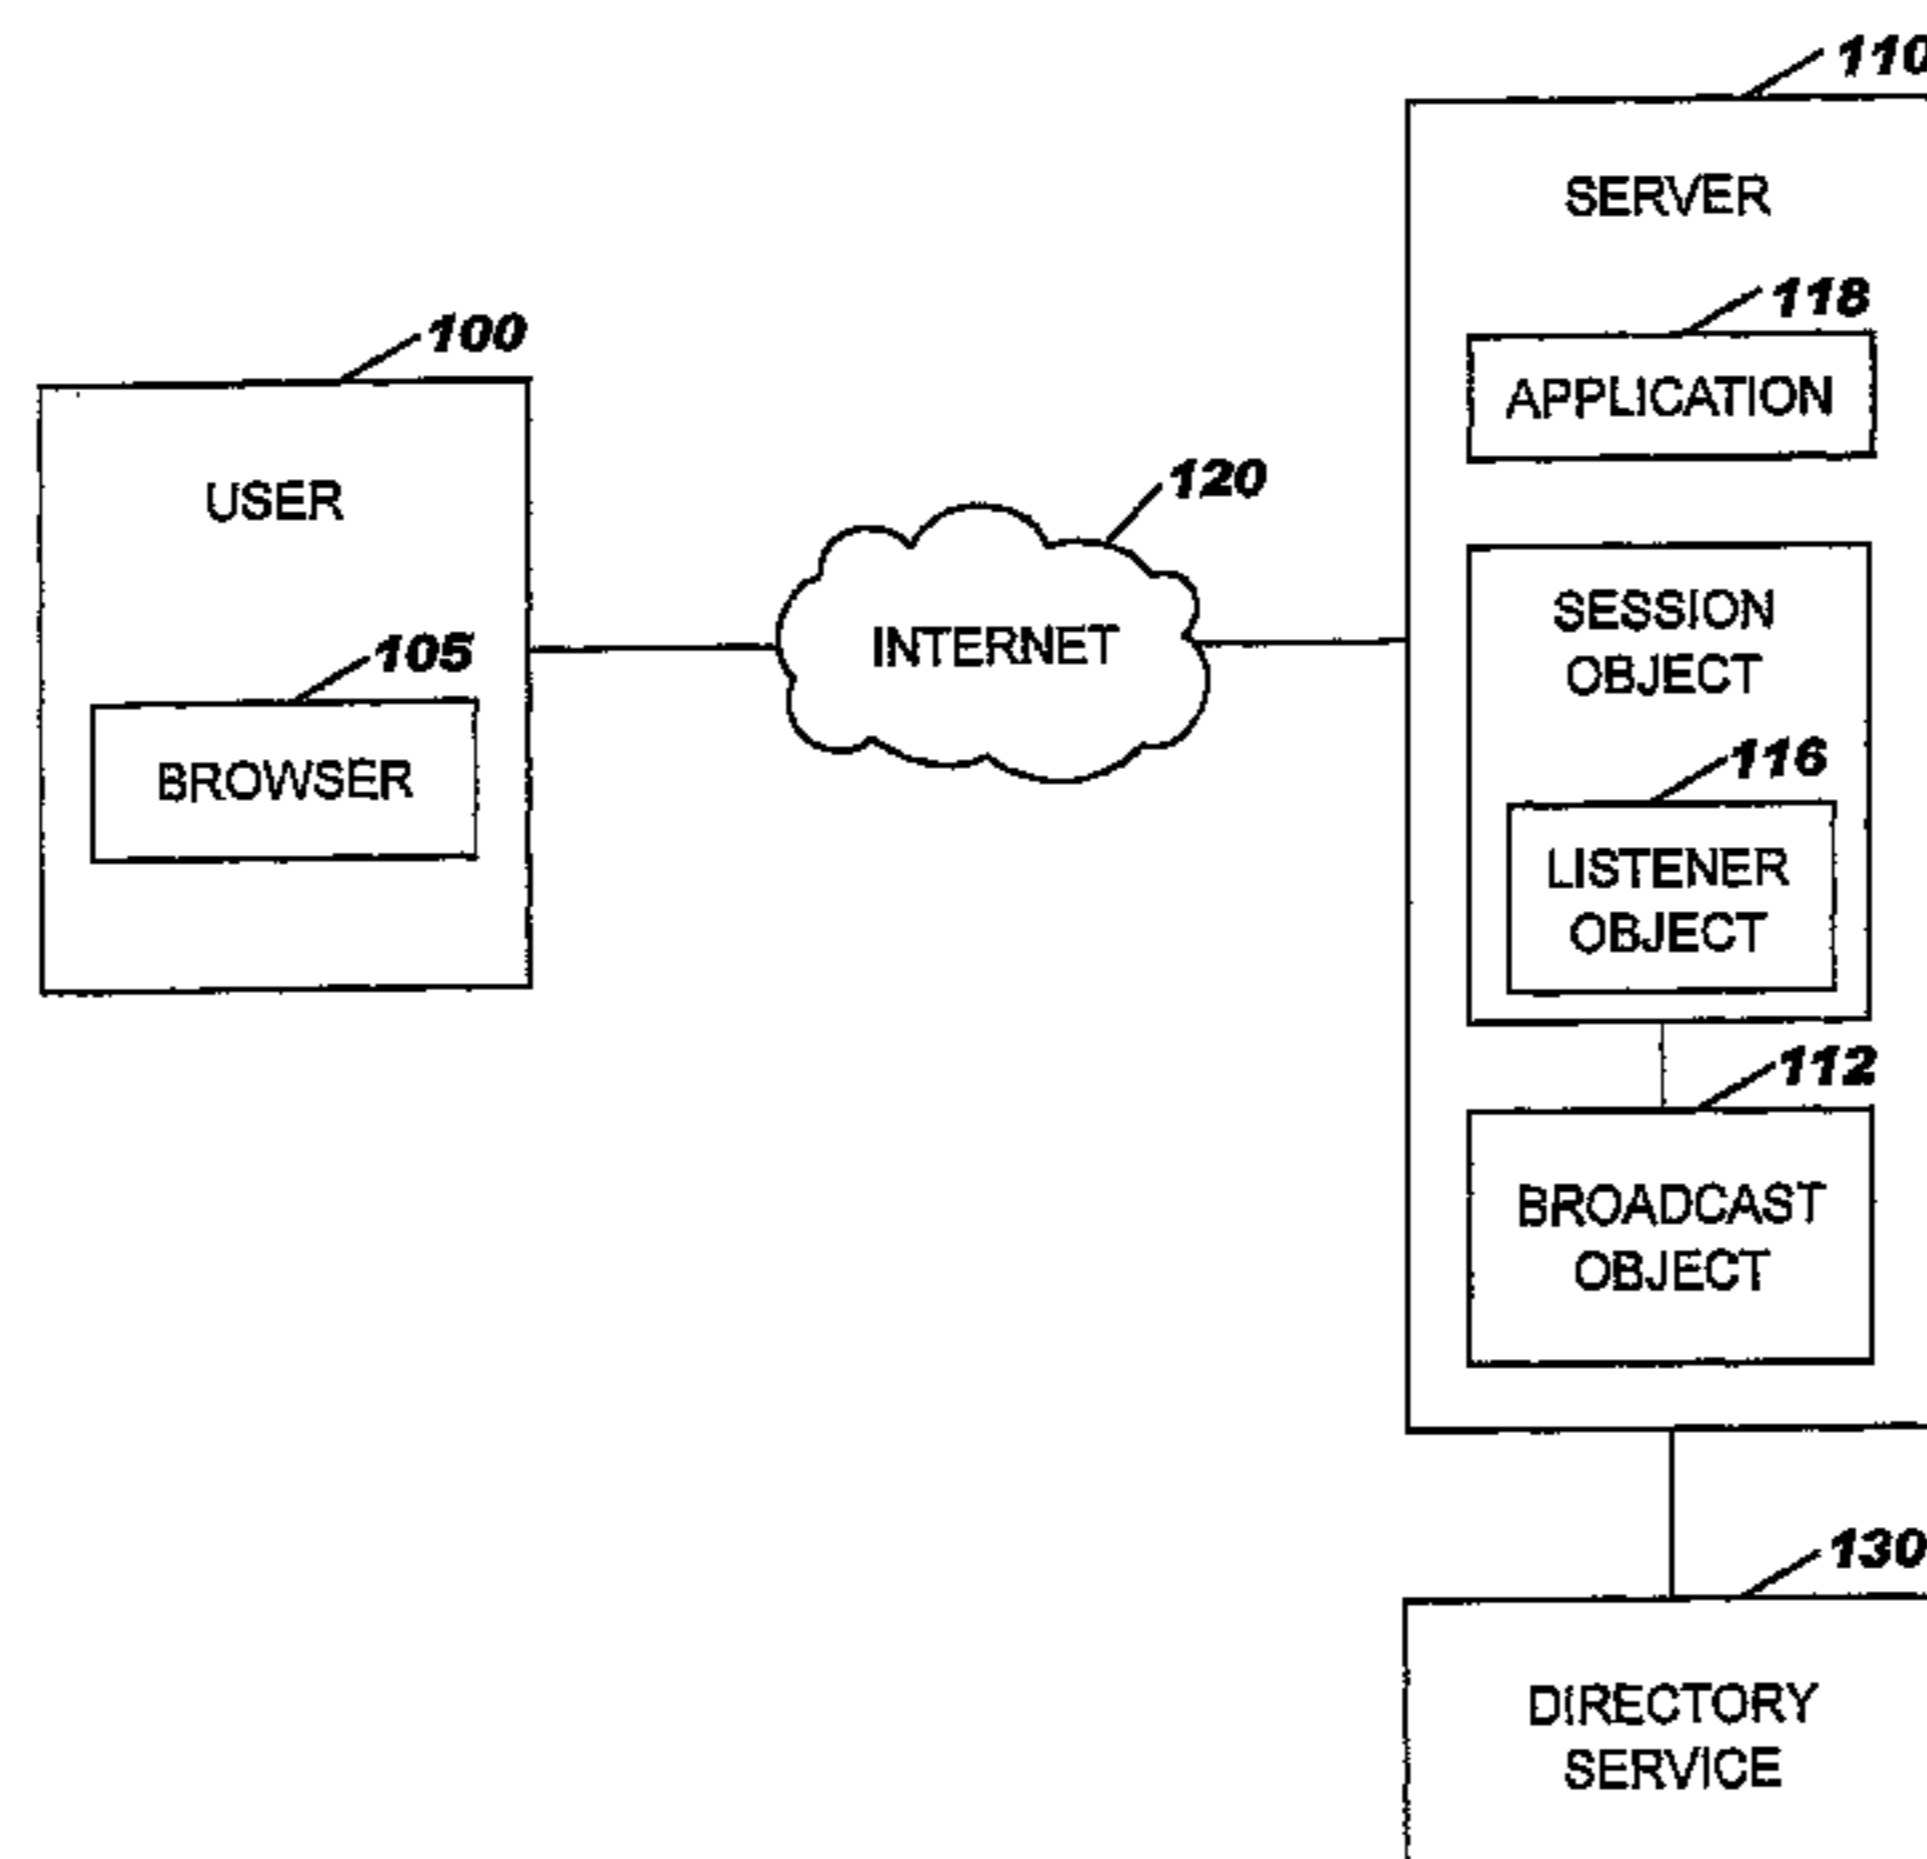 110
SERVER
118
APPLICATION
100
USER
120
INTERNET
105
BROWSER
SESSION
OBJECT
116
LISTENER
OBJECT
112
BROADCAST
OBJECT
130
DIRECTORY
SERVICE